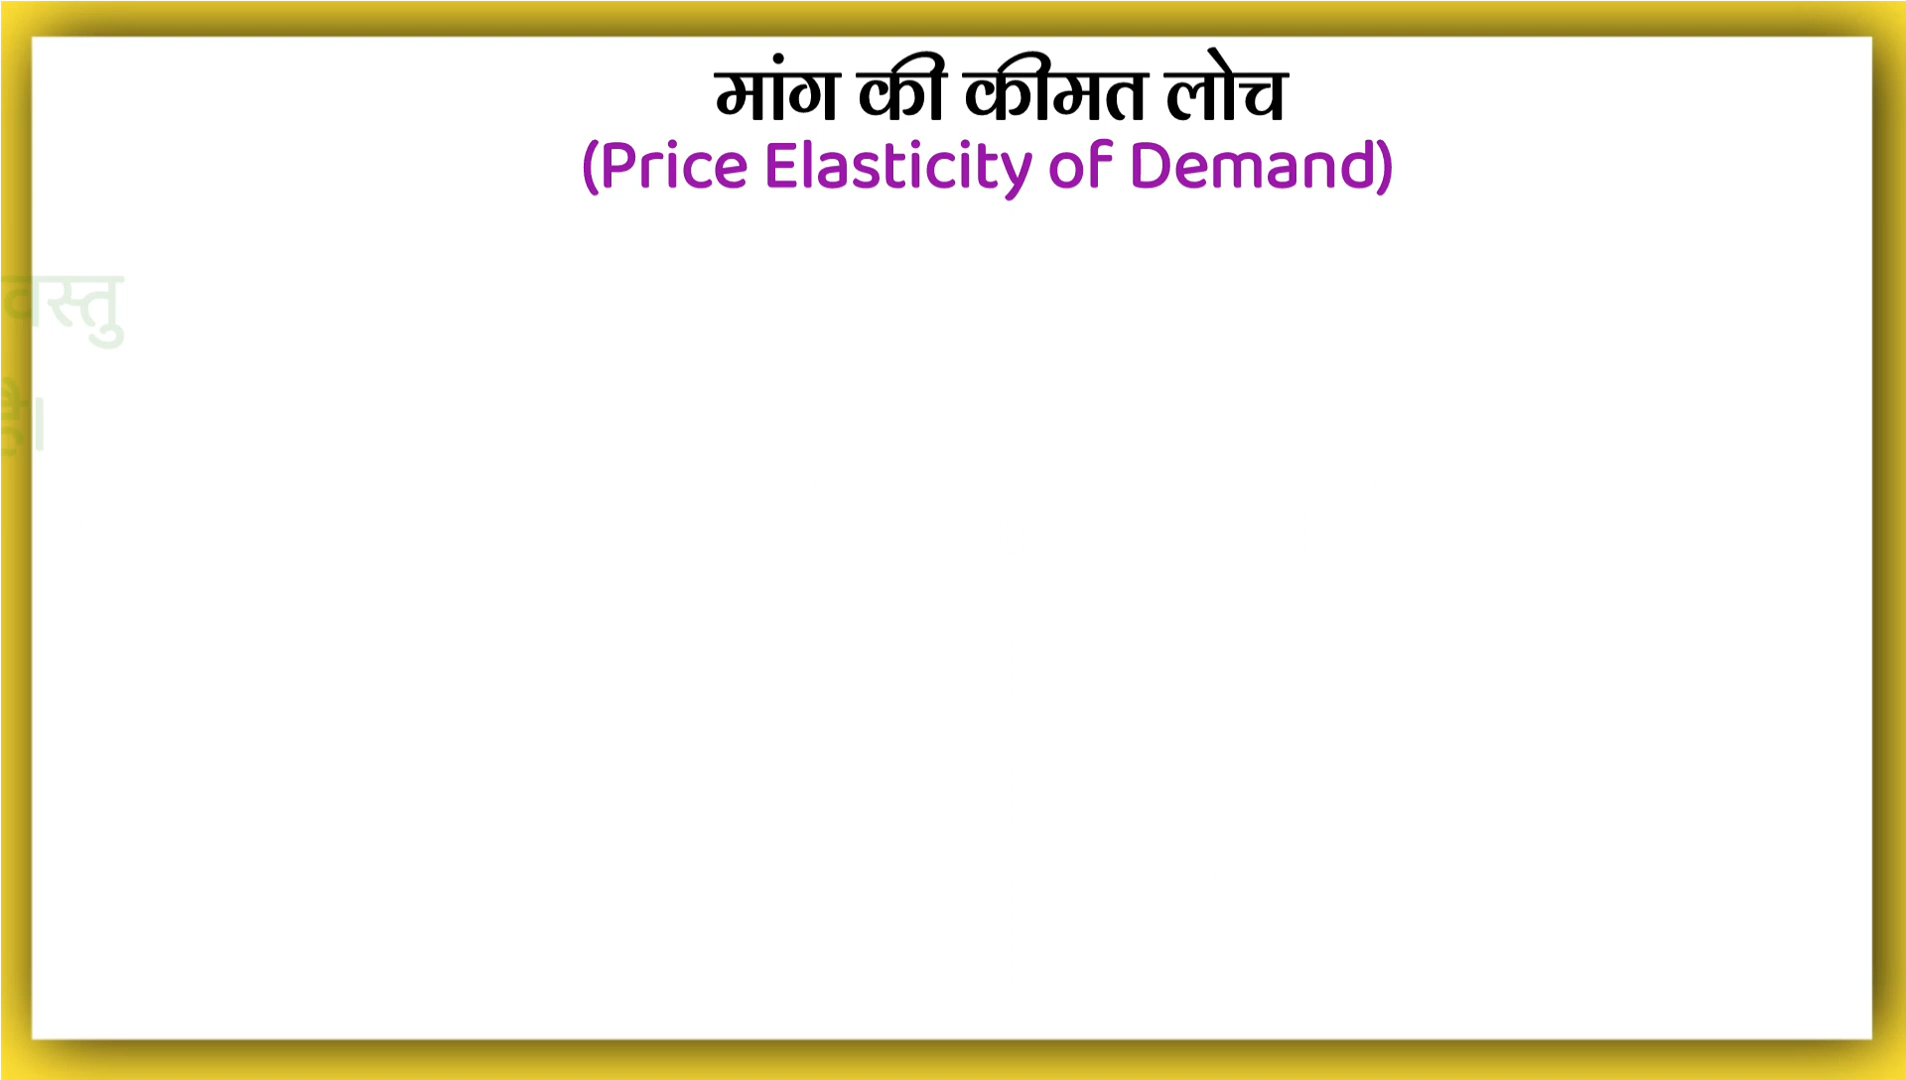 मांग की कीमत लोच
(Price Elasticity of Demand)
वस्तु
है।